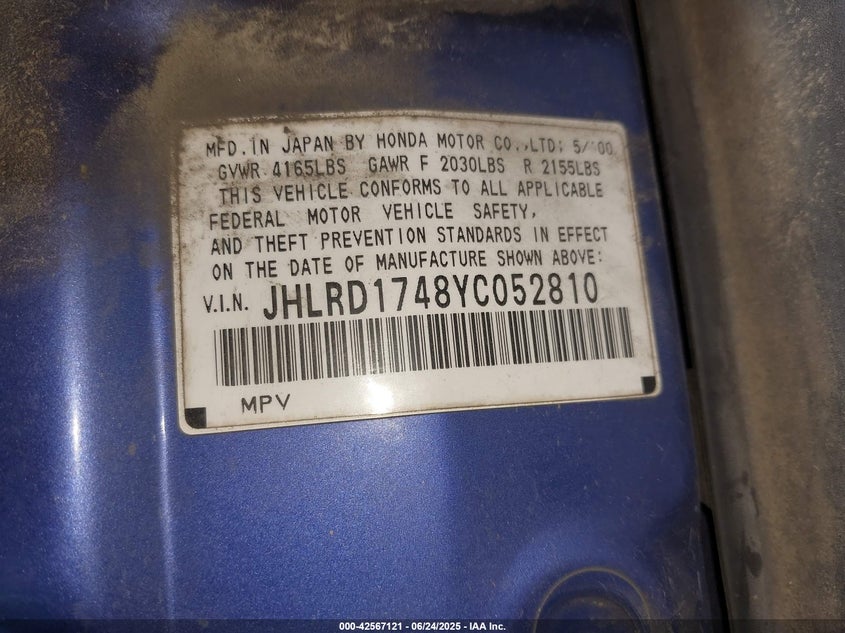 MFD.IN JAPAN BY HONDA MOTOR CO.,LTD; 5/'00
GVWR 4165LBS GAWR F 2030LBS R 2155LBS
THIS VEHICLE CONFORMS TO ALL APPLICABLE
FEDERAL MOTOR VEHICLE SAFETY,
AND THEFT PREVENTION STANDARDS IN EFFECT
ON THE DATE OF MANUFACTURE SHOWN ABOVE:
V.I.N. JHLRD1748YC052810
MPV
000-42567121 - 06/24/2025 - IAA Inc.